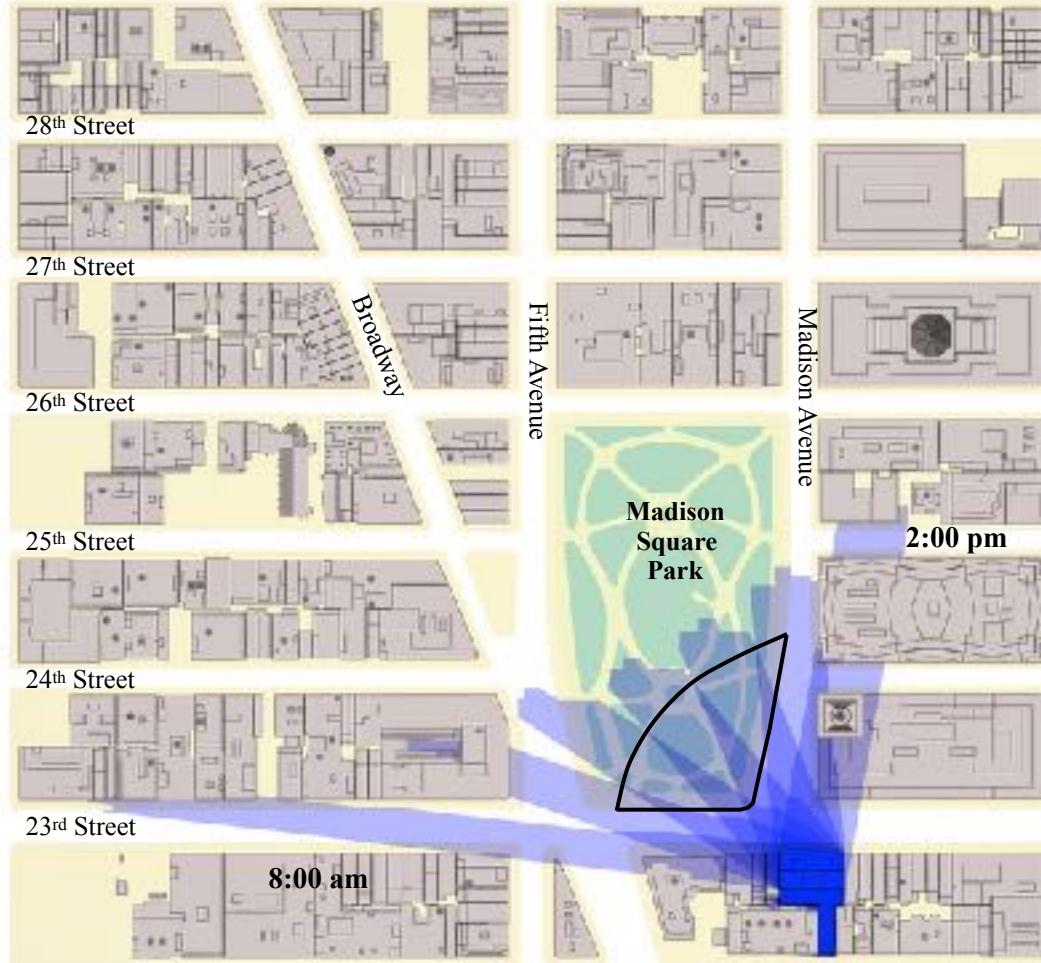 28th Street
27th Street
Broadway
Fifth Avenue
Madison Avenue
26th Street
Madison
Square
Park
25th Street
2:00 pm
24th Street
23rd Street
8:00 am